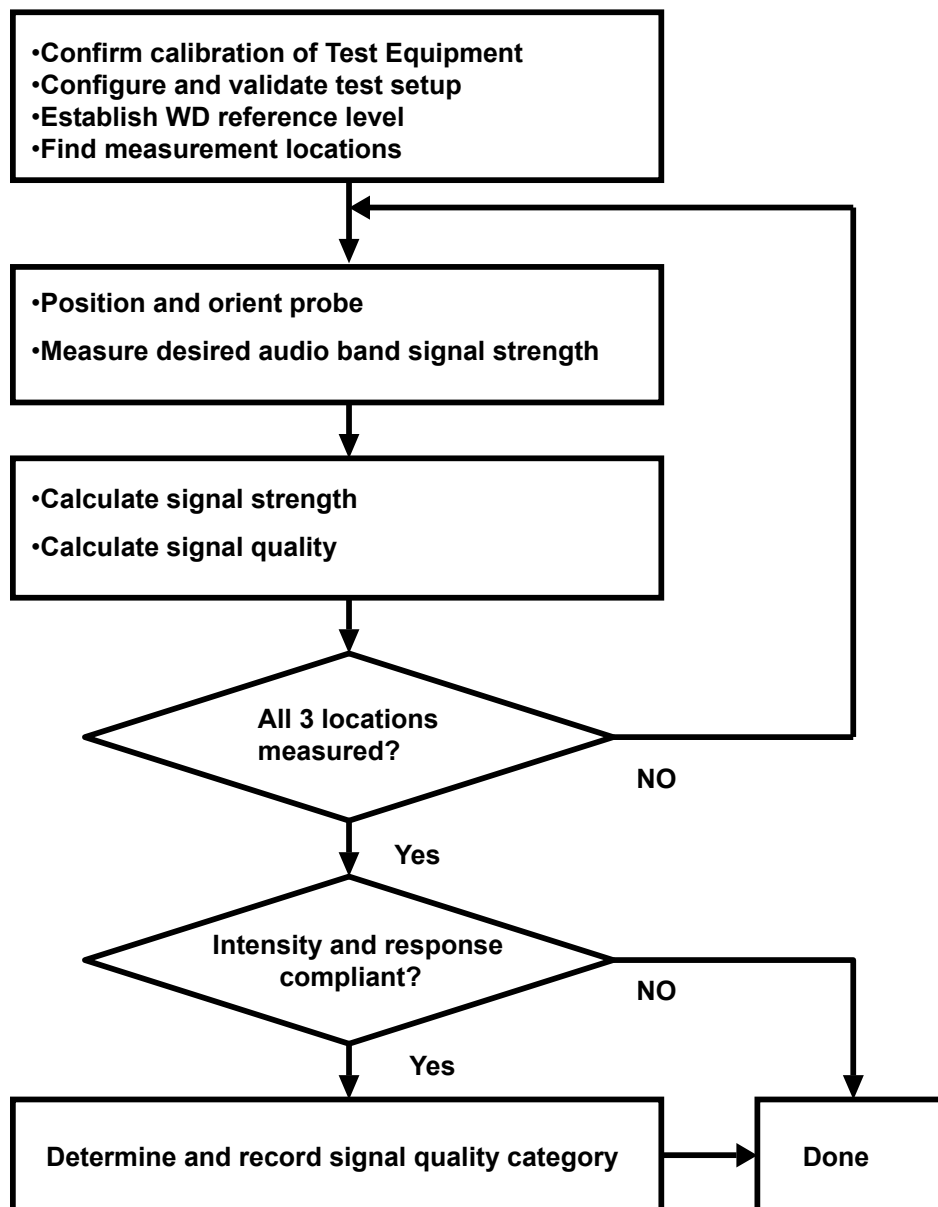 •Confirm calibration of Test Equipment
•Configure and validate test setup
•Establish WD reference level
•Find measurement locations
•Position and orient probe
•Measure desired audio band signal strength
•Calculate signal strength
•Calculate signal quality
All 3 locations
measured?
NO
Yes
Intensity and response
compliant?
NO
Yes
Determine and record signal quality category
Done